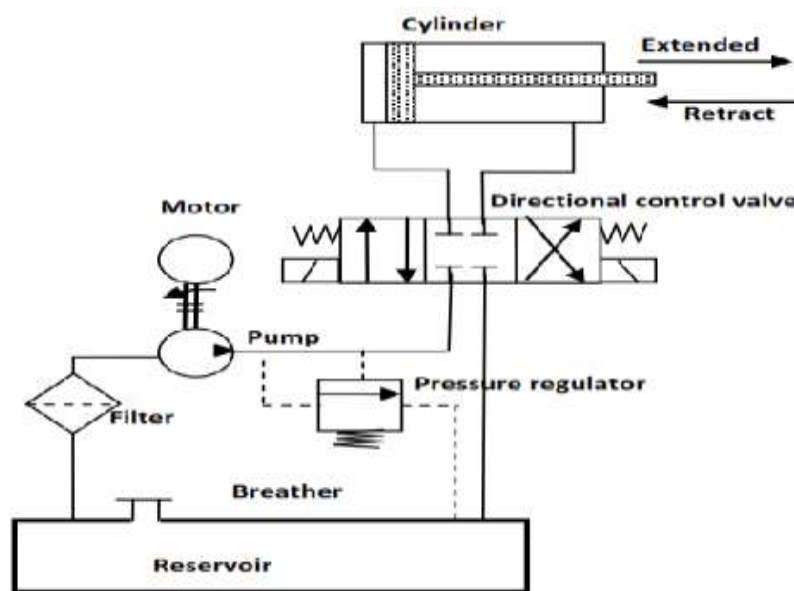 Cylinder
Extended
Retract
Directional control valve
Motor
Pump
Pressure regulator
Filter
Breather
Reservoir